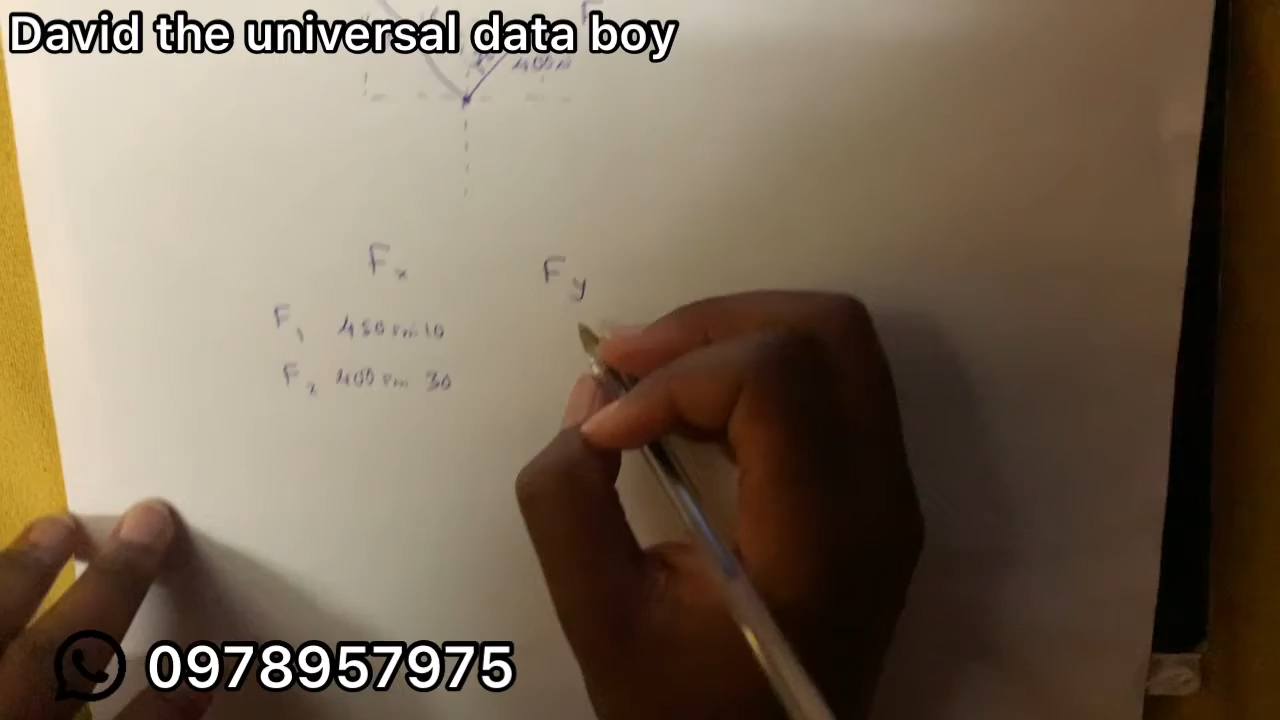 David the universal data boy
F
400N
Fx Fy
F1 450 sin 10
F2 400 sin 30
0978957975